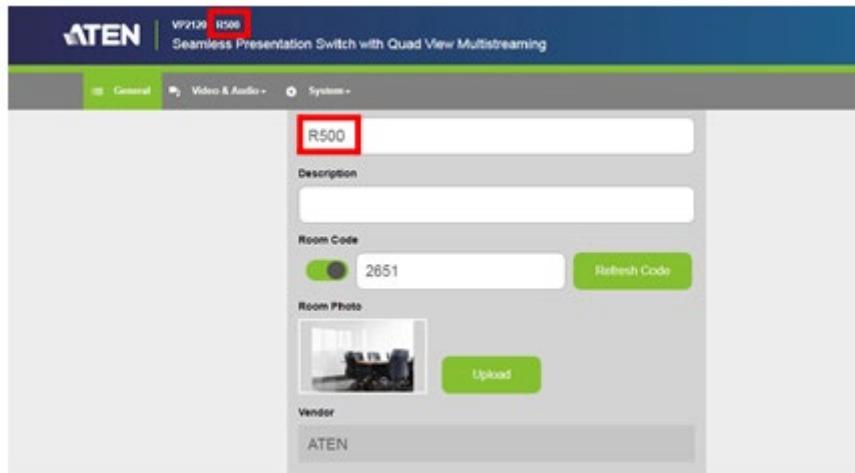 ATEN
VP2120 R500
Seamless Presentation Switch with Quad View Multistreaming
General Video & Audio System
R500
Description
Room Code
2651 Refresh Code
Room Photo
Upload
Vendor
ATEN